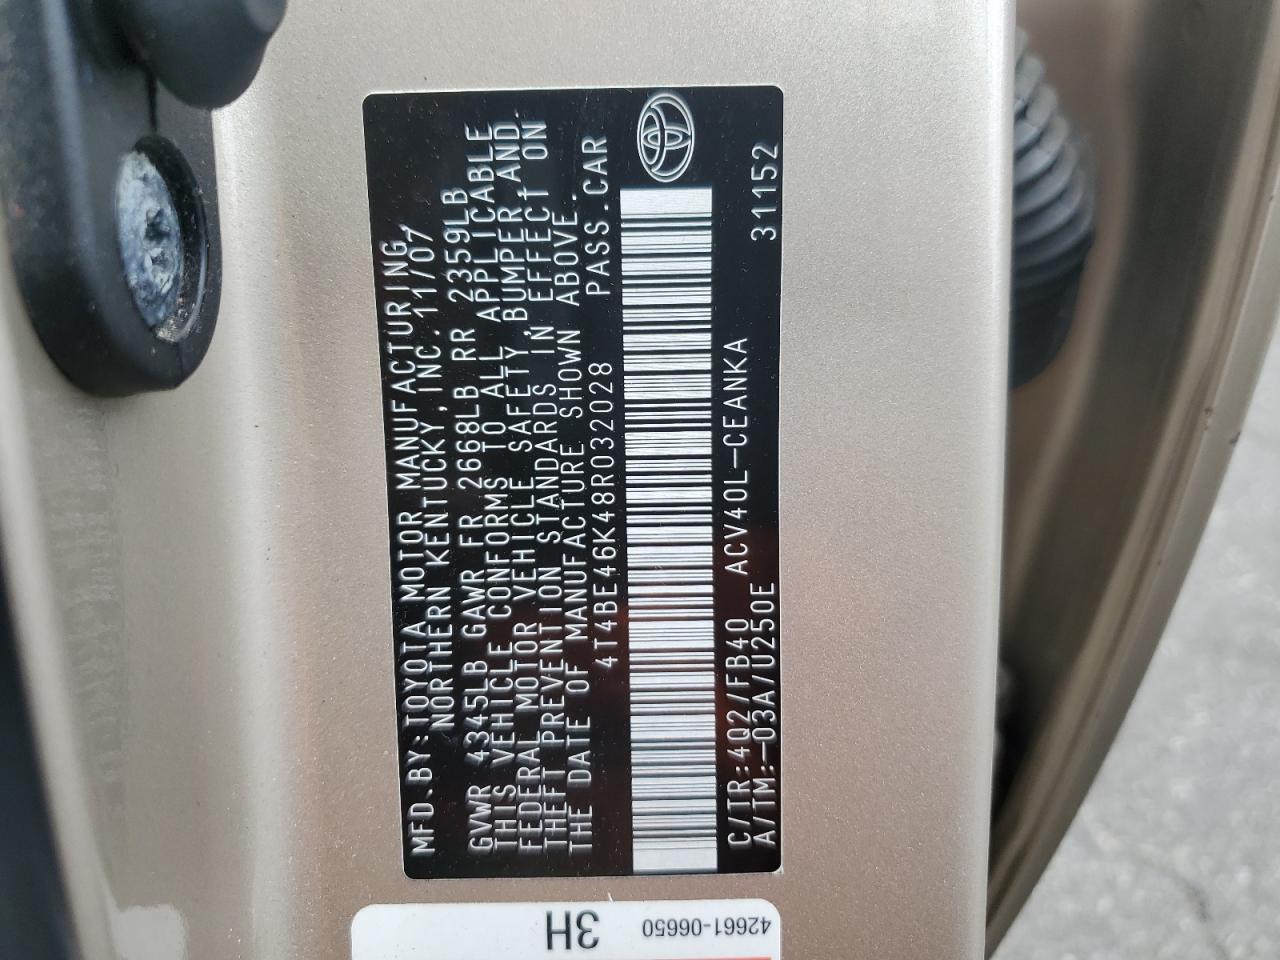 MFD.BY:TOYOTA MOTOR MANUFACTURING,
NORTHERN KENTUCKY,INC.11/07
GVWR 4345LB GAWR FR 2668LB RR 2359LB
THIS VEHICLE CONFORMS TO ALL APPLICABLE
FEDERAL MOTOR VEHICLE SAFETY,BUMPER,AND
THEFT PREVENTION STANDARDS IN EFFECT ON
THE DATE OF MANUFACTURE SHOWN ABOVE.
4T4BE46K48R032028 PASS.CAR
C/TR:4Q2/FB40 ACV40L-CEANKA 31152
A/TM:-03A/U250E
3H 42661-06650